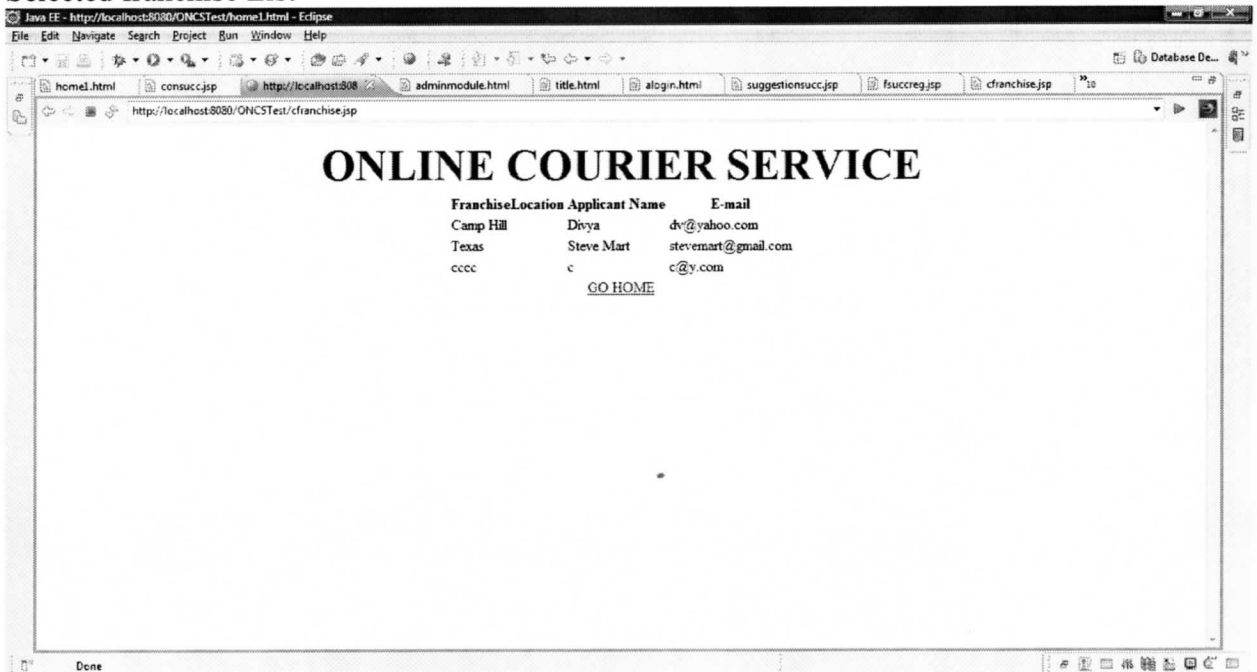 Java EE - http://localhost:8080/ONCSTest/home1.html - Eclipse
File Edit Navigate Search Project Run Window Help
Database De...
home1.html consucc.jsp http://localhost:808 adminmodule.html title.html alogin.html suggestionsucc.jsp fsuccreg.jsp cfranchise.jsp »10
http://localhost:8080/ONCSTest/cfranchise.jsp
ONLINE COURIER SERVICE
FranchiseLocation Applicant Name E-mail
Camp Hill Divya dv@yahoo.com
Texas Steve Mart stevemart@gmail.com
cccc c c@y.com
GO HOME
Done